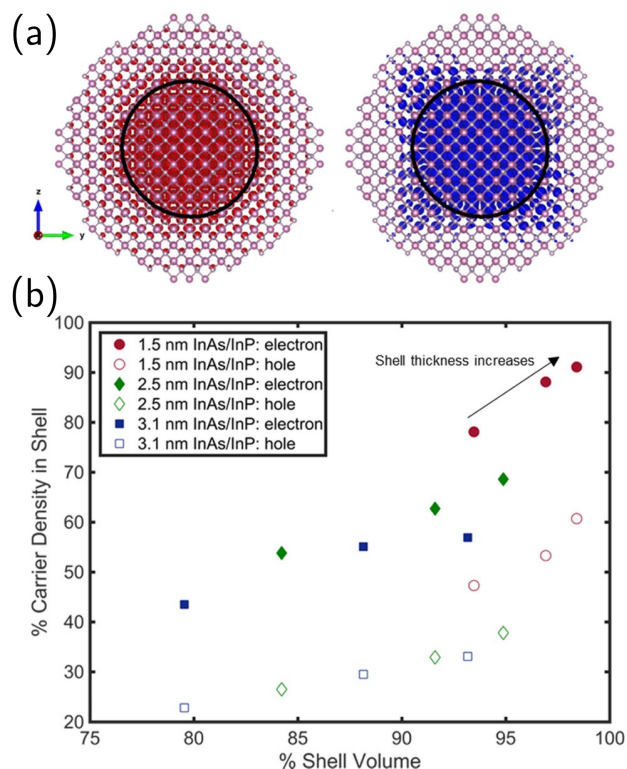 (a)
z
y
(b)
100
90
80
70
60
50
40
30
20
% Carrier Density in Shell
1.5 nm InAs/InP: electron
1.5 nm InAs/InP: hole
2.5 nm InAs/InP: electron
2.5 nm InAs/InP: hole
3.1 nm InAs/InP: electron
3.1 nm InAs/InP: hole
Shell thickness increases
75
80
85
90
95
100
% Shell Volume